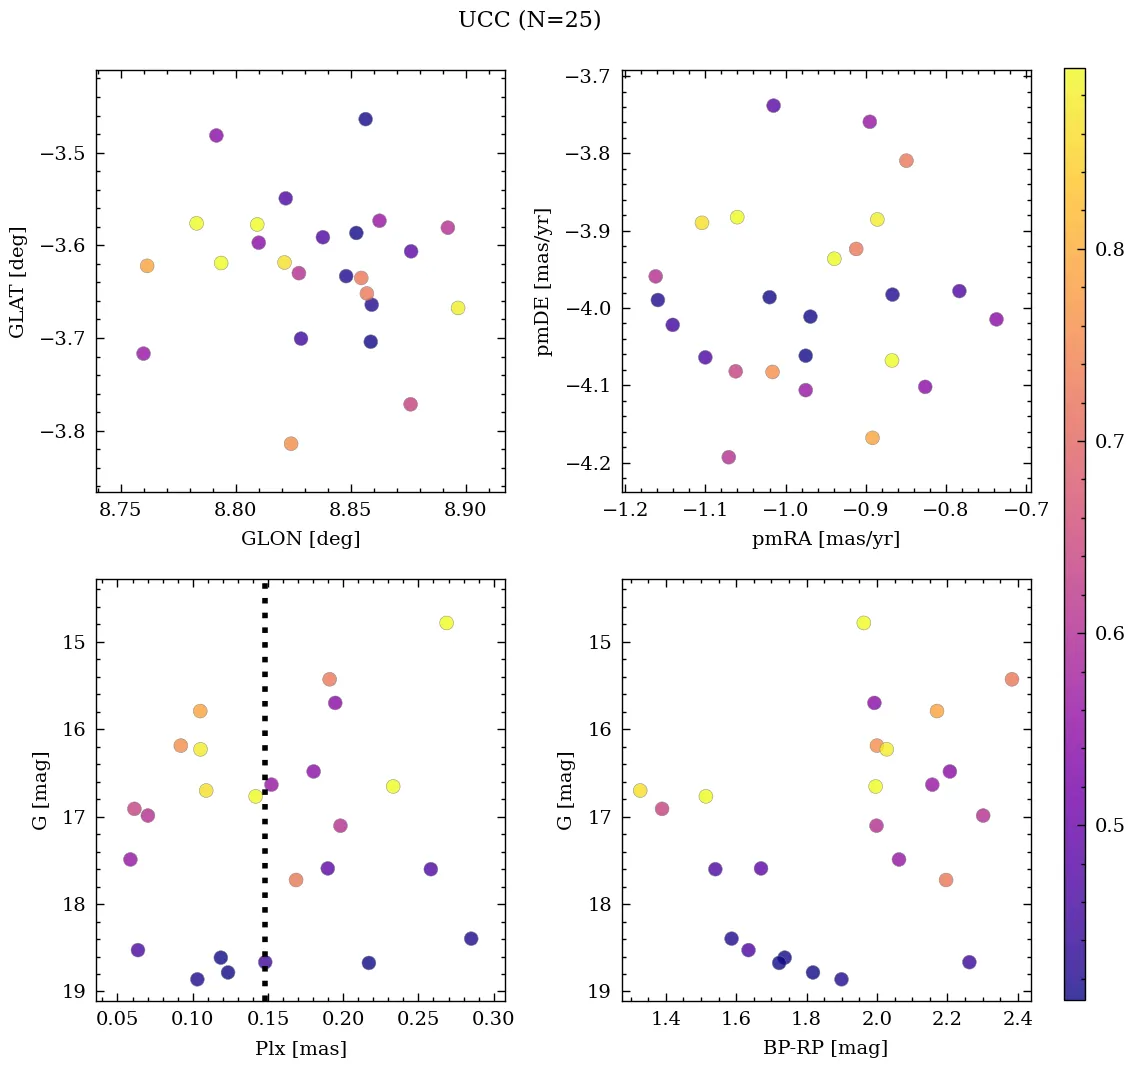 UCC (N=25)
−3.5
−3.6
−3.7
−3.8
GLAT [deg]
8.75 8.80 8.85 8.90
GLON [deg]
−3.7
−3.8
−3.9
−4.0
−4.1
−4.2
pmDE [mas/yr]
−1.2 −1.1 −1.0 −0.9 −0.8 −0.7
pmRA [mas/yr]
15
16
17
18
19
G [mag]
0.05 0.10 0.15 0.20 0.25 0.30
Plx [mas]
15
16
17
18
19
G [mag]
1.4 1.6 1.8 2.0 2.2 2.4
BP-RP [mag]
0.8
0.7
0.6
0.5